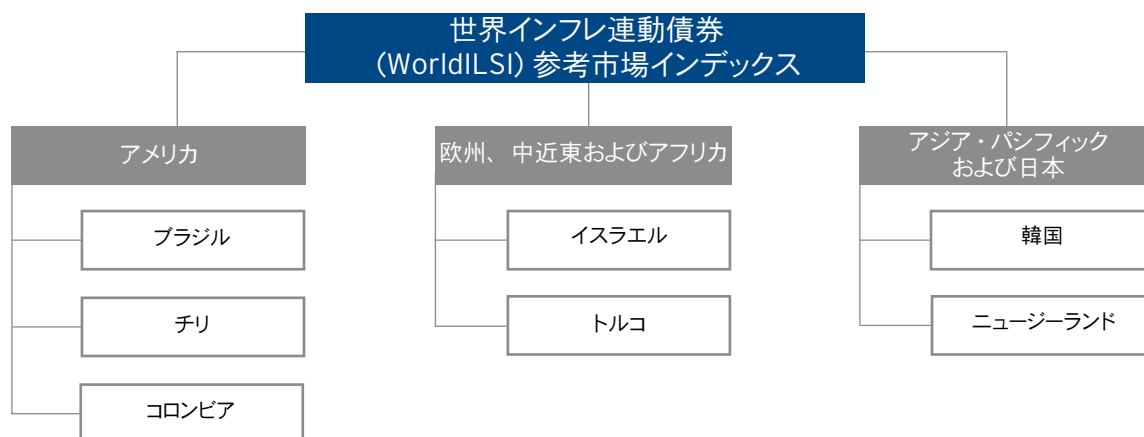 世界インフレ連動債券
(WorldILSI) 参考市場インデックス
アメリカ
ブラジル
チリ
コロンビア
欧州、中近東およびアフリカ
イスラエル
トルコ
アジア・パシフィック
および日本
韓国
ニュージーランド